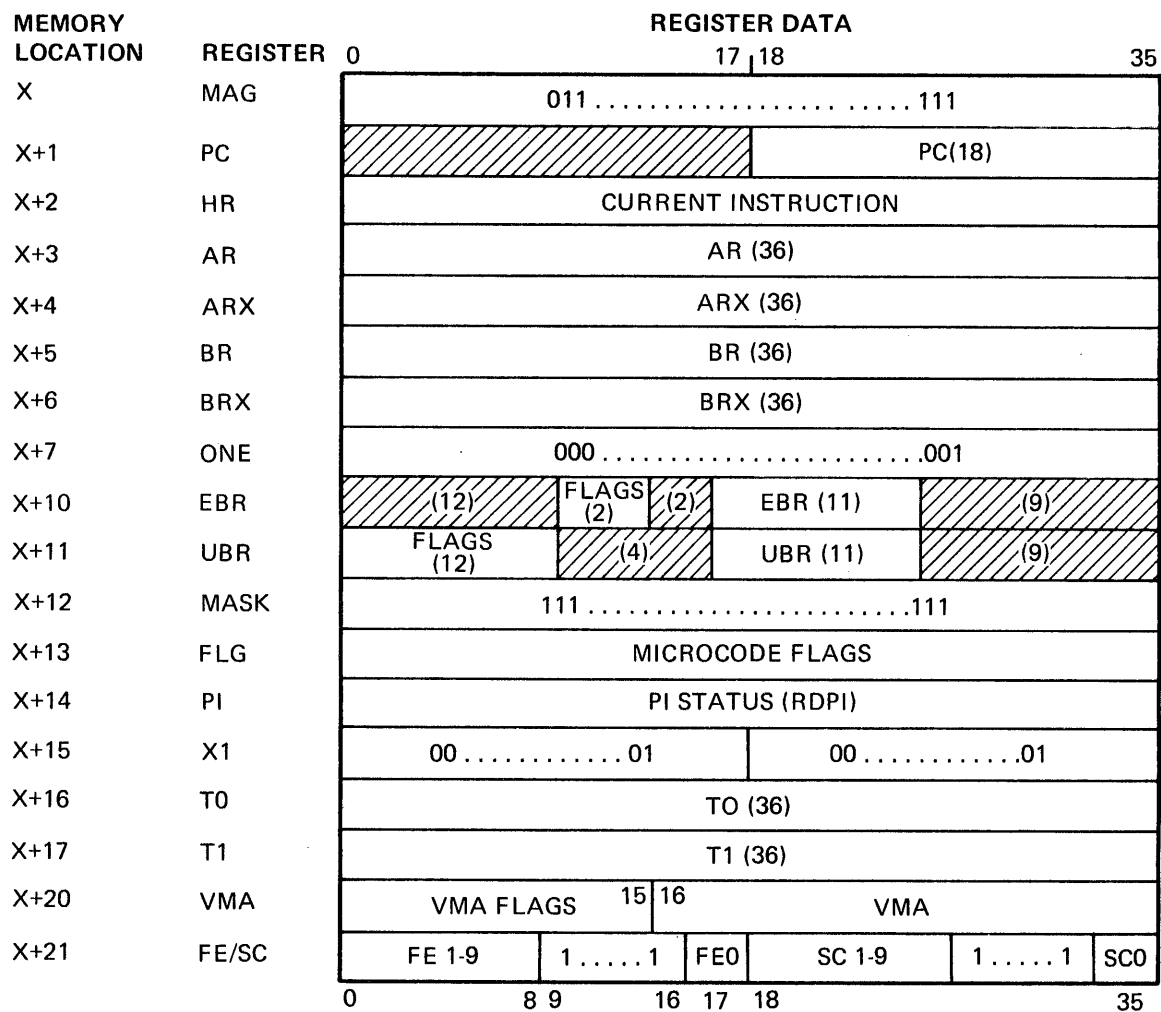 MEMORY LOCATION REGISTER REGISTER DATA
0 17 18 35
X MAG 011 . . . . . . . . . . . . . . . . . . . . . . . 111
X+1 PC PC(18)
X+2 HR CURRENT INSTRUCTION
X+3 AR AR (36)
X+4 ARX ARX (36)
X+5 BR BR (36)
X+6 BRX BRX (36)
X+7 ONE 000 . . . . . . . . . . . . . . . . . . . . . . . 001
X+10 EBR (12) FLAGS (2) (2) EBR (11) (9)
X+11 UBR FLAGS (12) (4) UBR (11) (9)
X+12 MASK 111 . . . . . . . . . . . . . . . . . . . . . . . 111
X+13 FLG MICROCODE FLAGS
X+14 PI PI STATUS (RDPI)
X+15 X1 00 . . . . . . . . . . . . 01 00 . . . . . . . . . . . . 01
X+16 T0 TO (36)
X+17 T1 T1 (36)
X+20 VMA VMA FLAGS 15 16 VMA
X+21 FE/SC FE 1-9 1 . . . . . 1 FE0 SC 1-9 1 . . . . . 1 SC0
0 8 9 16 17 18 35